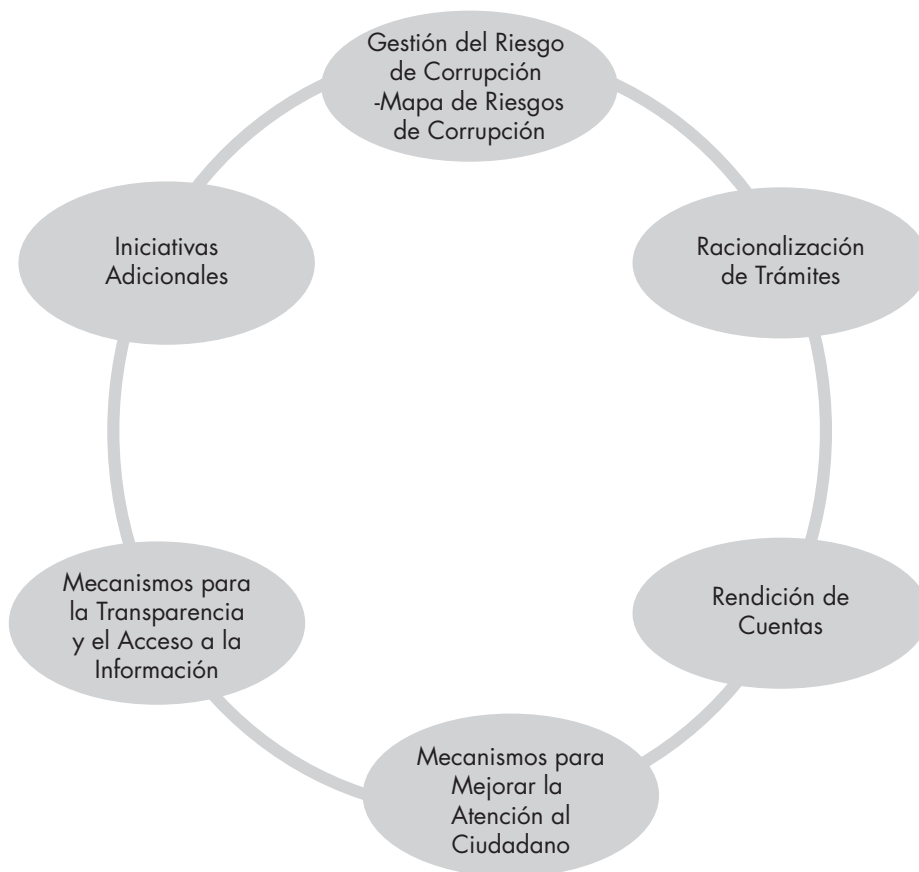 Gestión del Riesgo
de Corrupción
-Mapa de Riesgos
de Corrupción
Racionalización
de Trámites
Rendición de
Cuentas
Mecanismos para
Mejorar la
Atención al
Ciudadano
Mecanismos para
la Transparencia
y el Acceso a la
Información
Iniciativas
Adicionales